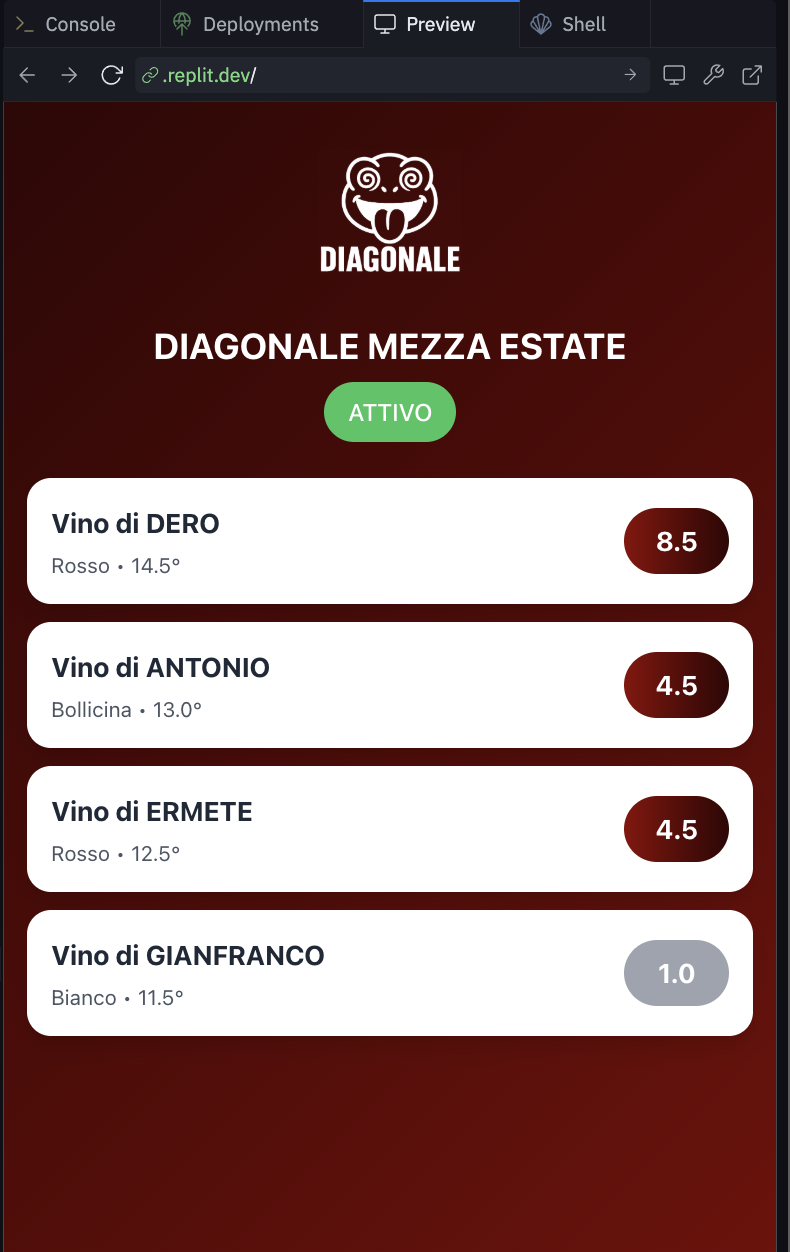 Console
Deployments
Preview
Shell
.replit.dev/
DIAGONALE
DIAGONALE MEZZA ESTATE
ATTIVO
Vino di DERO
Rosso • 14.5°
8.5
Vino di ANTONIO
Bollicina • 13.0°
4.5
Vino di ERMETE
Rosso • 12.5°
4.5
Vino di GIANFRANCO
Bianco • 11.5°
1.0